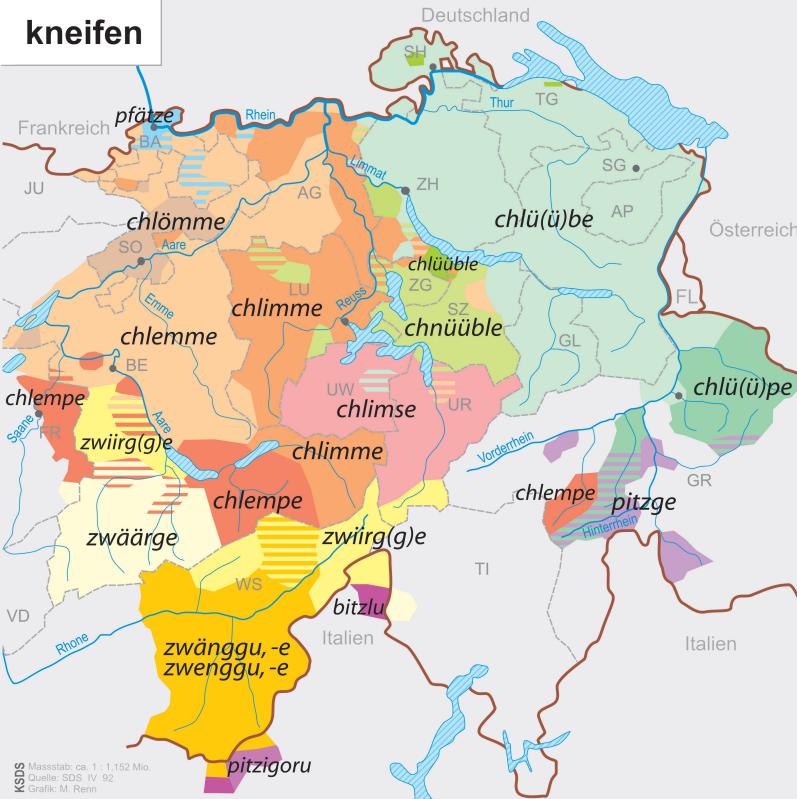 kneifen
Deutschland
SH
pfätze
Rhein
Thur
TG
Frankreich
BA
Limmat
SG
JU
ZH
AG
AP
chlömme
chlü(ü)be
Österreich
SO
Aare
chlüüble
LU
ZG
Reuss
SZ
FL
Emme
chlimme
chnüüble
chlemme
GL
BE
UW
chlü(ü)pe
chlempe
chlimse
UR
Saane
FR
Aare
zwiirg(g)e
chlimme
Vorderrhein
GR
chlempe
chlempe
pitzge
Hinterrhein
zwäärge
zwiirg(g)e
TI
WS
bitzlu
VD
Italien
Rhone
Italien
zwänggu, -e
zwenggu, -e
pitzigoru
KSDS
Massstab: ca. 1 : 1,152 Mio.
Quelle: SDS IV 92
Grafik: M. Renn